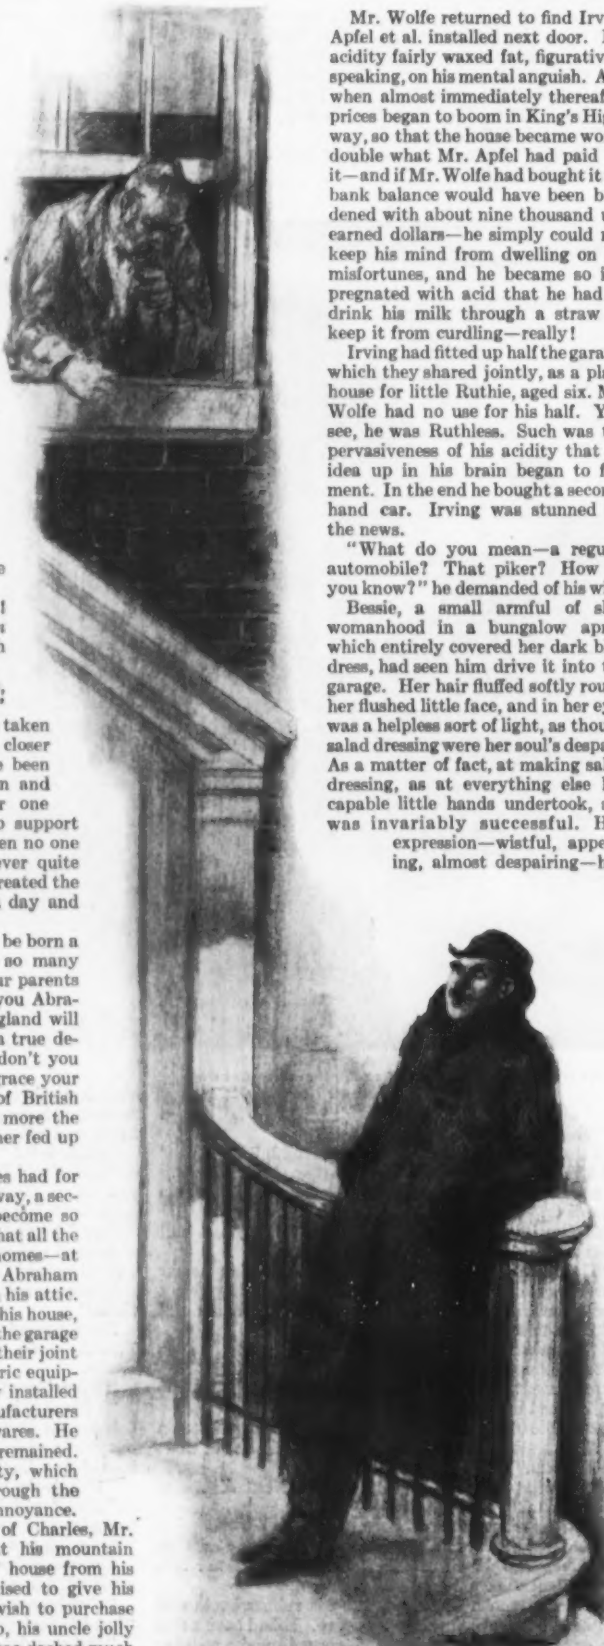 e
!
;
taken
closer
been
n and
r one
o support
en no one
ever quite
reated the
day and
be born a
so many
ur parents
you Abra-
gland will
a true de-
don't you
grace your
of British
more the
her fed up
es had for
way, a sec-
become so
hat all the
homes—at
Abraham
his attic.
his house,
the garage
their joint
ric equip-
installed
ufacturers
ares. He
remained.
ty, which
rough the
nnoyance.
of Charles, Mr.
t his mountain
house from his
ised to give his
wish to purchase
o, his uncle jolly
Mr. Wolfe returned to find Irv
Apfel et al. installed next door.
acidity fairly waxed fat, figurativ
speaking, on his mental anguish. A
when almost immediately thereaf
prices began to boom in King's Hig
way, so that the house became wo
double what Mr. Apfel had paid
it—and if Mr. Wolfe had bought it
bank balance would have been b
dened with about nine thousand u
earned dollars—he simply could n
keep his mind from dwelling on
misfortunes, and he became so i
pregnated with acid that he had
drink his milk through a straw
keep it from curdling—really!
Irving had fitted up half the gara
which they shared jointly, as a pla
house for little Ruthie, aged six. M
Wolfe had no use for his half. Y
see, he was Ruthless. Such was t
pervasiveness of his acidity that
idea up in his brain began to f
ment. In the end he bought a secon
hand car. Irving was stunned
the news.
"What do you mean—a regu
automobile? That piker? How
you know?" he demanded of his w
Bessie, a small armful of sl
womanhood in a bungalow apr
which entirely covered her dark b
dress, had seen him drive it into t
garage. Her hair fluffed softly rou
her flushed little face, and in her ey
was a helpless sort of light, as thou
salad dressing were her soul's despa
As a matter of fact, at making sal
dressing, as at everything else h
capable little hands undertook, s
was invariably successful. H
expression—wistful, appe
ing, almost despairing—h